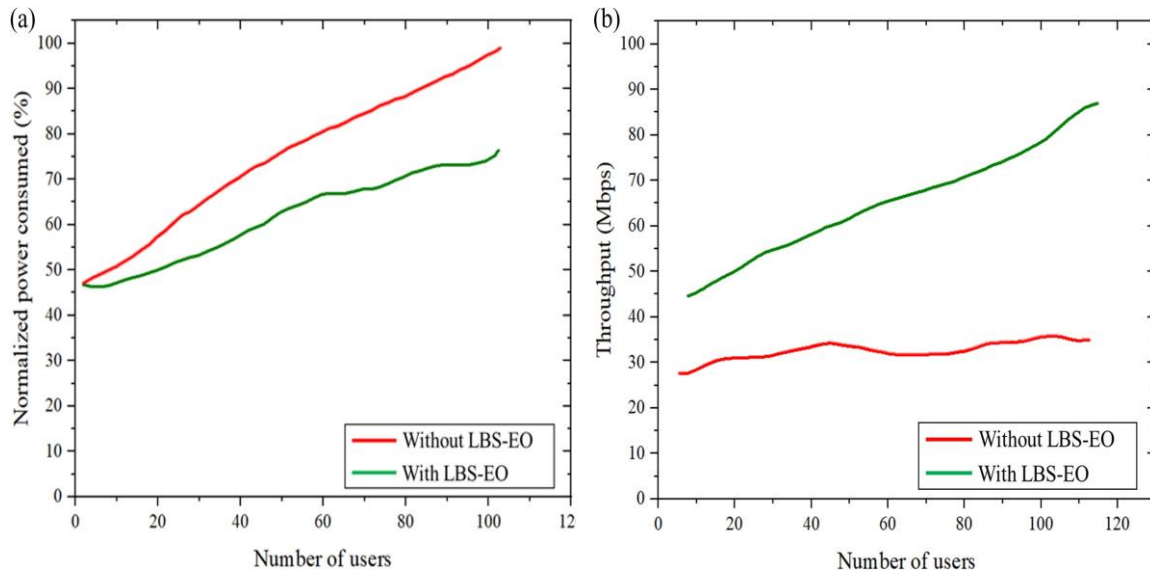 (a)
100
90
80
70
60
50
40
30
20
10
0
Normalized power consumed (%)
Without LBS-EO
With LBS-EO
0 20 40 60 80 100 12
Number of users
(b)
100
90
80
70
60
50
40
30
20
10
0
Throughput (Mbps)
Without LBS-EO
With LBS-EO
0 20 40 60 80 100 120
Number of users